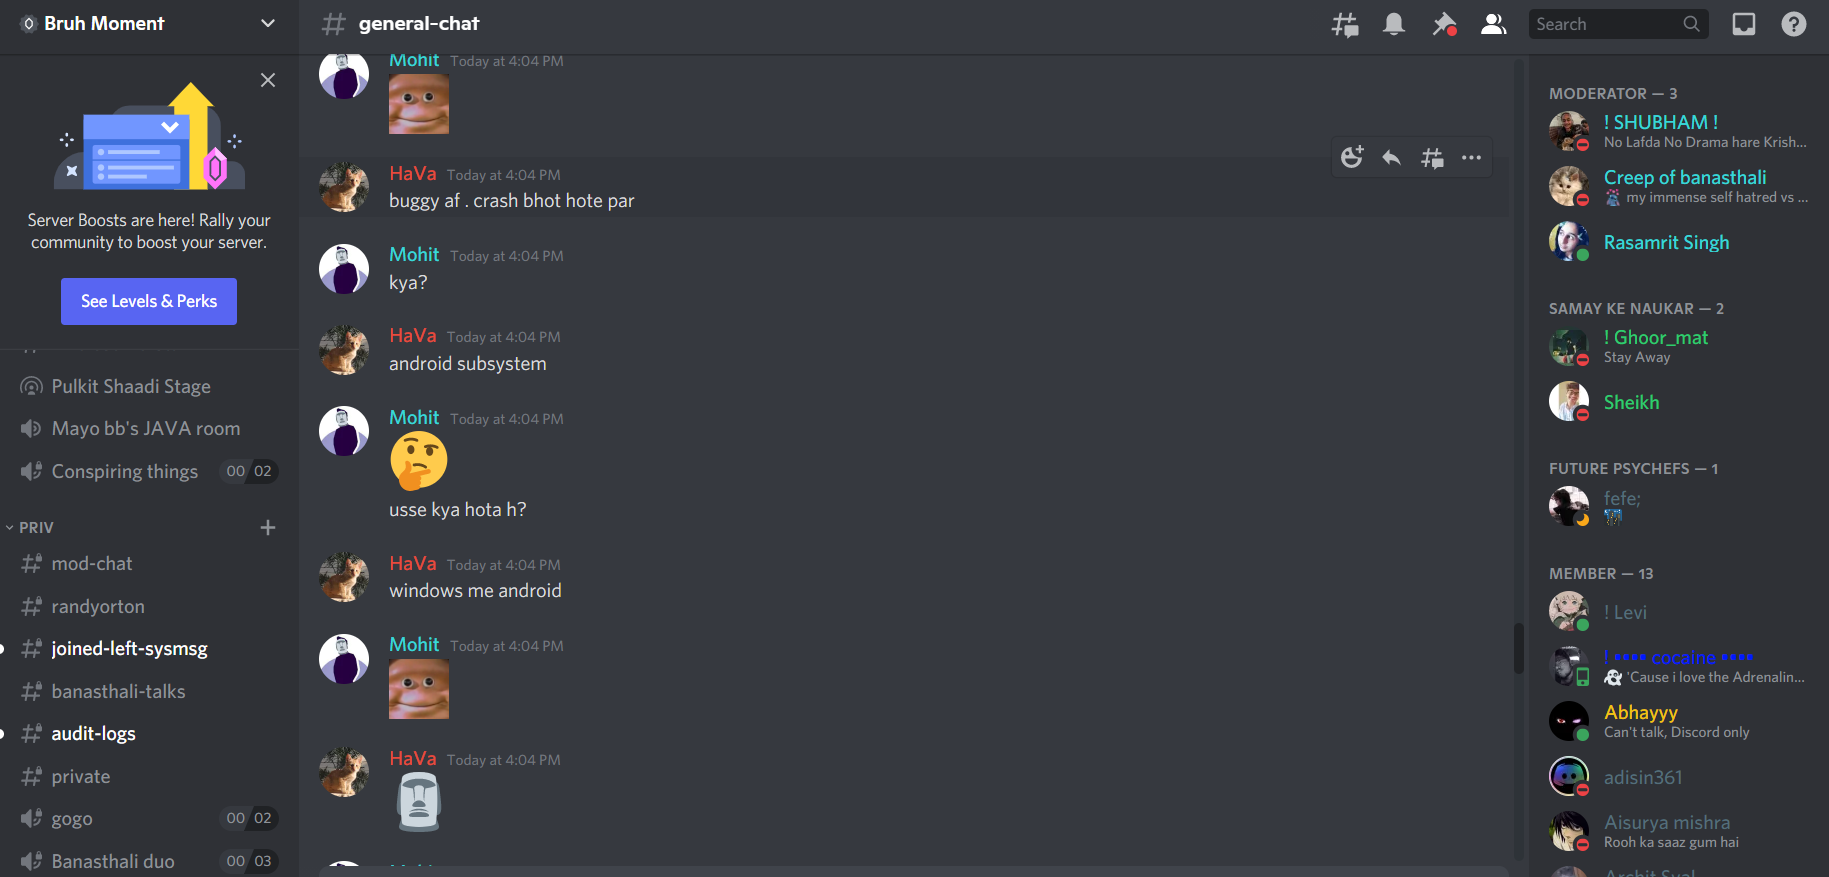 Bruh Moment
Server Boosts are here! Rally your
community to boost your server.
See Levels & Perks
Pulkit Shaadi Stage
Mayo bb's JAVA room
Conspiring things 00 02
PRIV
mod-chat
randyorton
joined-left-sysmsg
banasthali-talks
audit-logs
private
gogo 00 02
Banasthali duo 00 03
general-chat
Mohit Today at 4:04 PM
HaVa Today at 4:04 PM
buggy af . crash bhot hote par
Mohit Today at 4:04 PM
kya?
HaVa Today at 4:04 PM
android subsystem
Mohit Today at 4:04 PM
usse kya hota h?
HaVa Today at 4:04 PM
windows me android
Mohit Today at 4:04 PM
HaVa Today at 4:04 PM
Search
MODERATOR — 3
! SHUBHAM !
No Lafda No Drama hare Krish...
Creep of banasthali
my immense self hatred vs ...
Rasamrit Singh
SAMAY KE NAUKAR — 2
! Ghoor_mat
Stay Away
Sheikh
FUTURE PSYCHEFS — 1
fefe;
MEMBER — 13
! Levi
! cocaine
'Cause i love the Adrenalin...
Abhayyy
Can't talk, Discord only
adisin361
Aisurya mishra
Rooh ka saaz gum hai